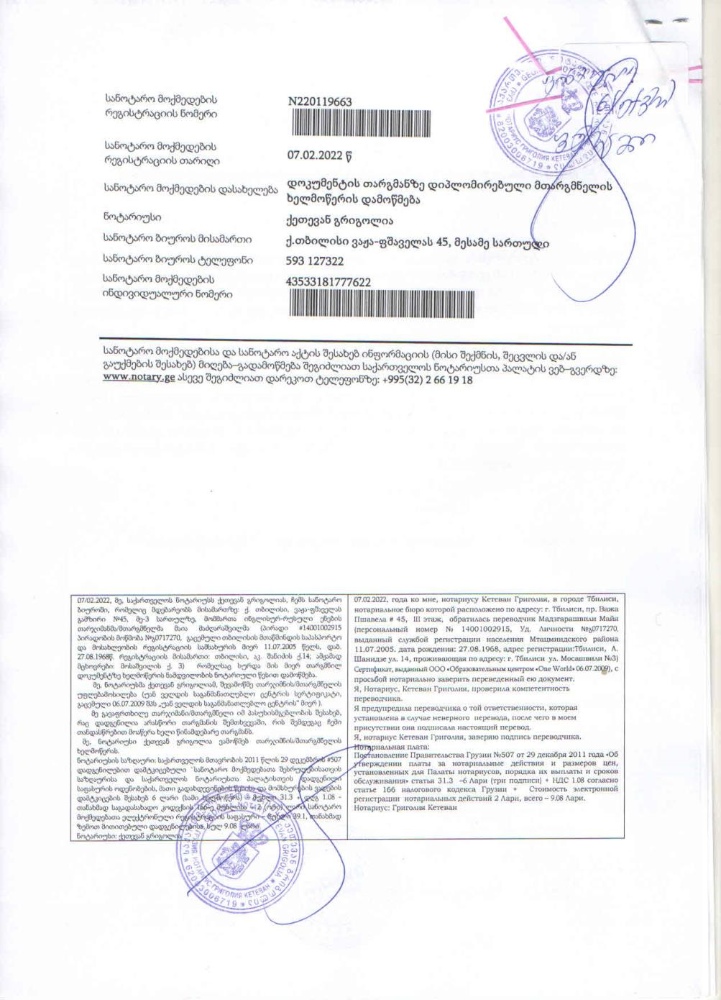 სანოტარო მოქმედების
რეგისტრაციის ნომერი
N220119663
სანოტარო მოქმედების
რეგისტრაციის თარიღი
07.02.2022 წ
სანოტარო მოქმედების დასახელება
დოკუმენტის თარგმანზე დიპლომირებული მთარგმნელის
ხელმოწერის დამოწმება
ნოტარიუსი
ქეთევან გრიგოლია
სანოტარო ბიუროს მისამართი
ქ.თბილისი ვაჟა-ფშაველას 45, მესამე სართული
სანოტარო ბიუროს ტელეფონი
593 127322
სანოტარო მოქმედების
ინდივიდუალური ნომერი
43533181777622
სანოტარო მოქმედებისა და სანოტარო აქტის შესახებ ინფორმაციის (მისი შექმნის, შეცვლის და/ან
გაუქმების შესახებ) მიღება–გადამოწმება შეგიძლიათ საქართველოს ნოტარიუსთა პალატის ვებ–გვერდზე:
www.notary.ge ასევე შეგიძლიათ დარეკოთ ტელეფონზე: +995(32) 2 66 19 18
07/02.2022, მე, საქართველოს ნოტარიუსს ქეთევან გრიგოლიას, ჩემს სანოტარო
ბიუროში, რომელიც მდებარეობს მისამართზე: ქ. თბილისი, ვაჟა-ფშაველას
გამზირი №45, მე-3 სართულზე, მომმართა ინგლისურ-რუსული ენების
თარჯიმანმა/მთარგმნელმა მაია მაძღარაშვილმა (პირადი #14001002915
პირადობის მოწმობა №გ0717270, გაცემული თბილისის მთაწმინდის საპასპორტო
და მოსახლეობის რეგისტრაციის სამსახურის მიერ 11.07.2005 წელს, დაბ.
27.08.1968წ. რეგისტრაციის მისამართი: თბილისი, აკ. შანიძის ქ.14; ამჟამად
მცხოვრები: მოსაშვილის ქ. 3) რომელსაც სურდა მის მიერ თარგმნილ
დოკუმენტზე ხელმოწერის ნამდვილობის ნოტარიული წესით დამოწმება.
მე, ნოტარიუსმა ქეთევან გრიგოლიამ, შევამოწმე თარჯიმნის/მთარგმნელის
უფლებამოსილება (უან ველდის საგანმანათლებლო ცენტრის სერტიფიკატი,
გაცემული 06.07.2009 შპს „უან ველდის საგანმანათლებლო ცენტრის" მიერ).
მე გავაფრთხილე თარჯიმანი/მთარგმნელი იმ პასუხისმგებლობის შესახებ,
რაც დადგენილია არასწორი თარგმანის შემთხვევაში, რის შემდეგაც ჩემი
თანდასწრებით მოაწერა ხელი წინამდებარე თარგმანს.
მე, ნოტარიუსი ქეთევან გრიგოლია ვამოწმებ თარჯიმნის/მთარგმნელის
ხელმოწერას.
ნოტარიუსის საზღაური: საქართველოს მთავრობის 2011 წლის 29 დეკემბრის #507
დადგენილებით დამტკიცებული `სანოტარო მოქმედებათა შესრულებისათვის
საზღაურისა და საქართველოს ნოტარიუსთა პალატისთვის დადგენილი
საფასურის ოდენობების, მათი გადახდევინების წესისა და მომსახურების ვადების
დამტკიცების შესახებ 6 ლარი (სამი ხელმოწერა) მუხლი 31.3 + დღგ 1.08 -
თანახმად საგადასახადო კოდექსის 166-ე მუხლისა + 2 (ორი) ლარი სანოტარო
მოქმედებათა ელექტრონული რეგისტრაციის საფასური – მუხლი 39.1, თანახმად
ზემოთ მითითებული დადგენილებისა, სულ 9.08 ლარი
ნოტარიუსი: ქეთევან გრიგოლია
07.02.2022, года ко мне, нотариусу Кетеван Григолия, в городе Тбилиси,
нотариальное бюро которой расположено по адресу: г. Тбилиси, пр. Важа
Пшавела # 45, III этаж, обратилась переводчик Мадзгарашвили Майя
(персональный номер № 14001002915, Уд. Личности №გ0717270,
выданный службой регистрации населения Мтацминдского района
11.07.2005. дата рождения: 27.08.1968, адрес регистрации:Тбилиси, А.
Шанидзе ул. 14, проживающая по адресу: г. Тбилиси ул. Мосашвили №3)
Сертификат, выданный ООО «Образовательным центром «One World» 06.07.2009), с
просьбой нотариально заверить переведенный ею документ.
Я, Нотариус, Кетеван Григолия, проверила компетентность
переводчика.
Я предупредила переводчика о той ответственности, которая
установлена в случае неверного перевода, после чего в моем
присутствии она подписала настоящий перевод.
Я, нотариус Кетеван Григолия, заверяю подпись переводчика.
Нотариальная плата:
Постановление Правительства Грузии №507 от 29 декабря 2011 года «Об
утверждении платы за нотариальные действия и размеров цен,
установленных для Палаты нотариусов, порядка их выплаты и сроков
обслуживания» статья 31.3 –6 Лари (три подписи) + НДС 1.08 согласно
статье 166 налогового кодекса Грузии + Стоимость электронной
регистрации нотариальных действий 2 Лари, всего – 9.08 Лари.
Нотариус: Григолия Кетеван